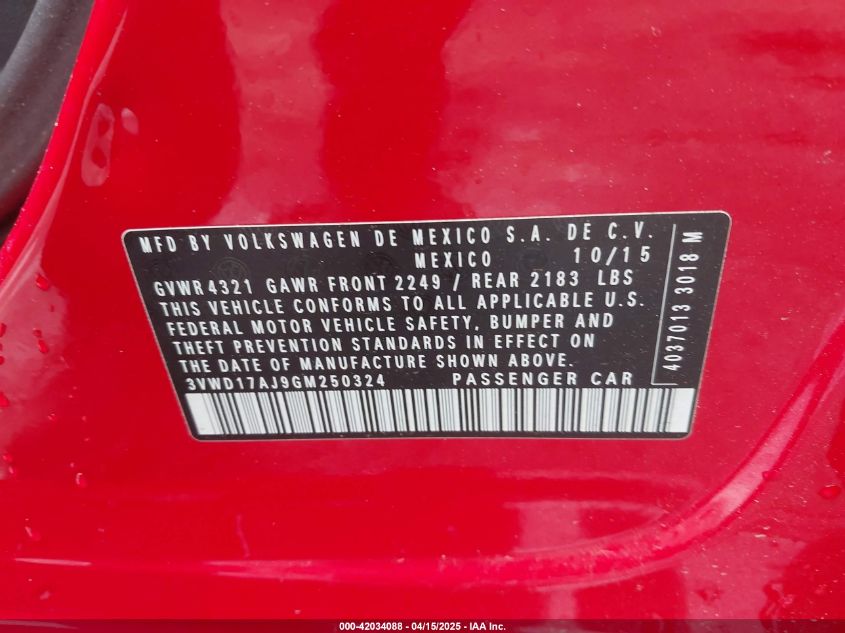 MFD BY VOLKSWAGEN DE MEXICO S.A. DE C.V.
MEXICO 10/15
GVWR 4321 GAWR FRONT 2249 / REAR 2183 LBS
THIS VEHICLE CONFORMS TO ALL APPLICABLE U.S.
FEDERAL MOTOR VEHICLE SAFETY, BUMPER AND
THEFT PREVENTION STANDARDS IN EFFECT ON
THE DATE OF MANUFACTURE SHOWN ABOVE.
3VWD17AJ9GM250324 PASSENGER CAR
4037013 3018 M
000-42034088 - 04/15/2025 - IAA Inc.